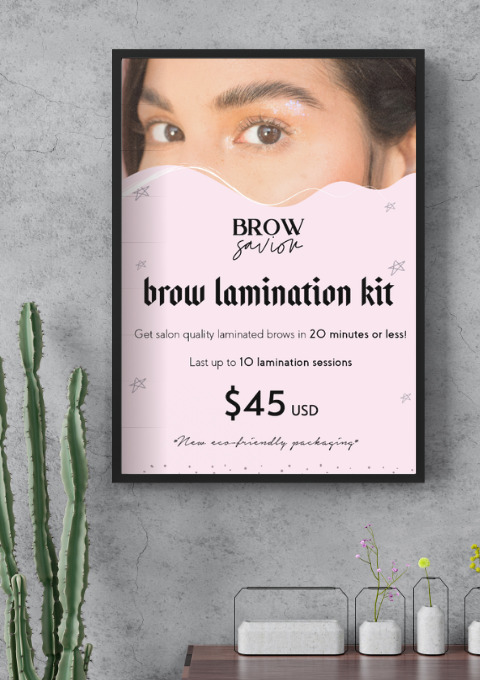 BROW
savior
brow lamination kit
Get salon quality laminated brows in 20 minutes or less!
Last up to 10 lamination sessions
$45 USD
*New eco-friendly packaging*